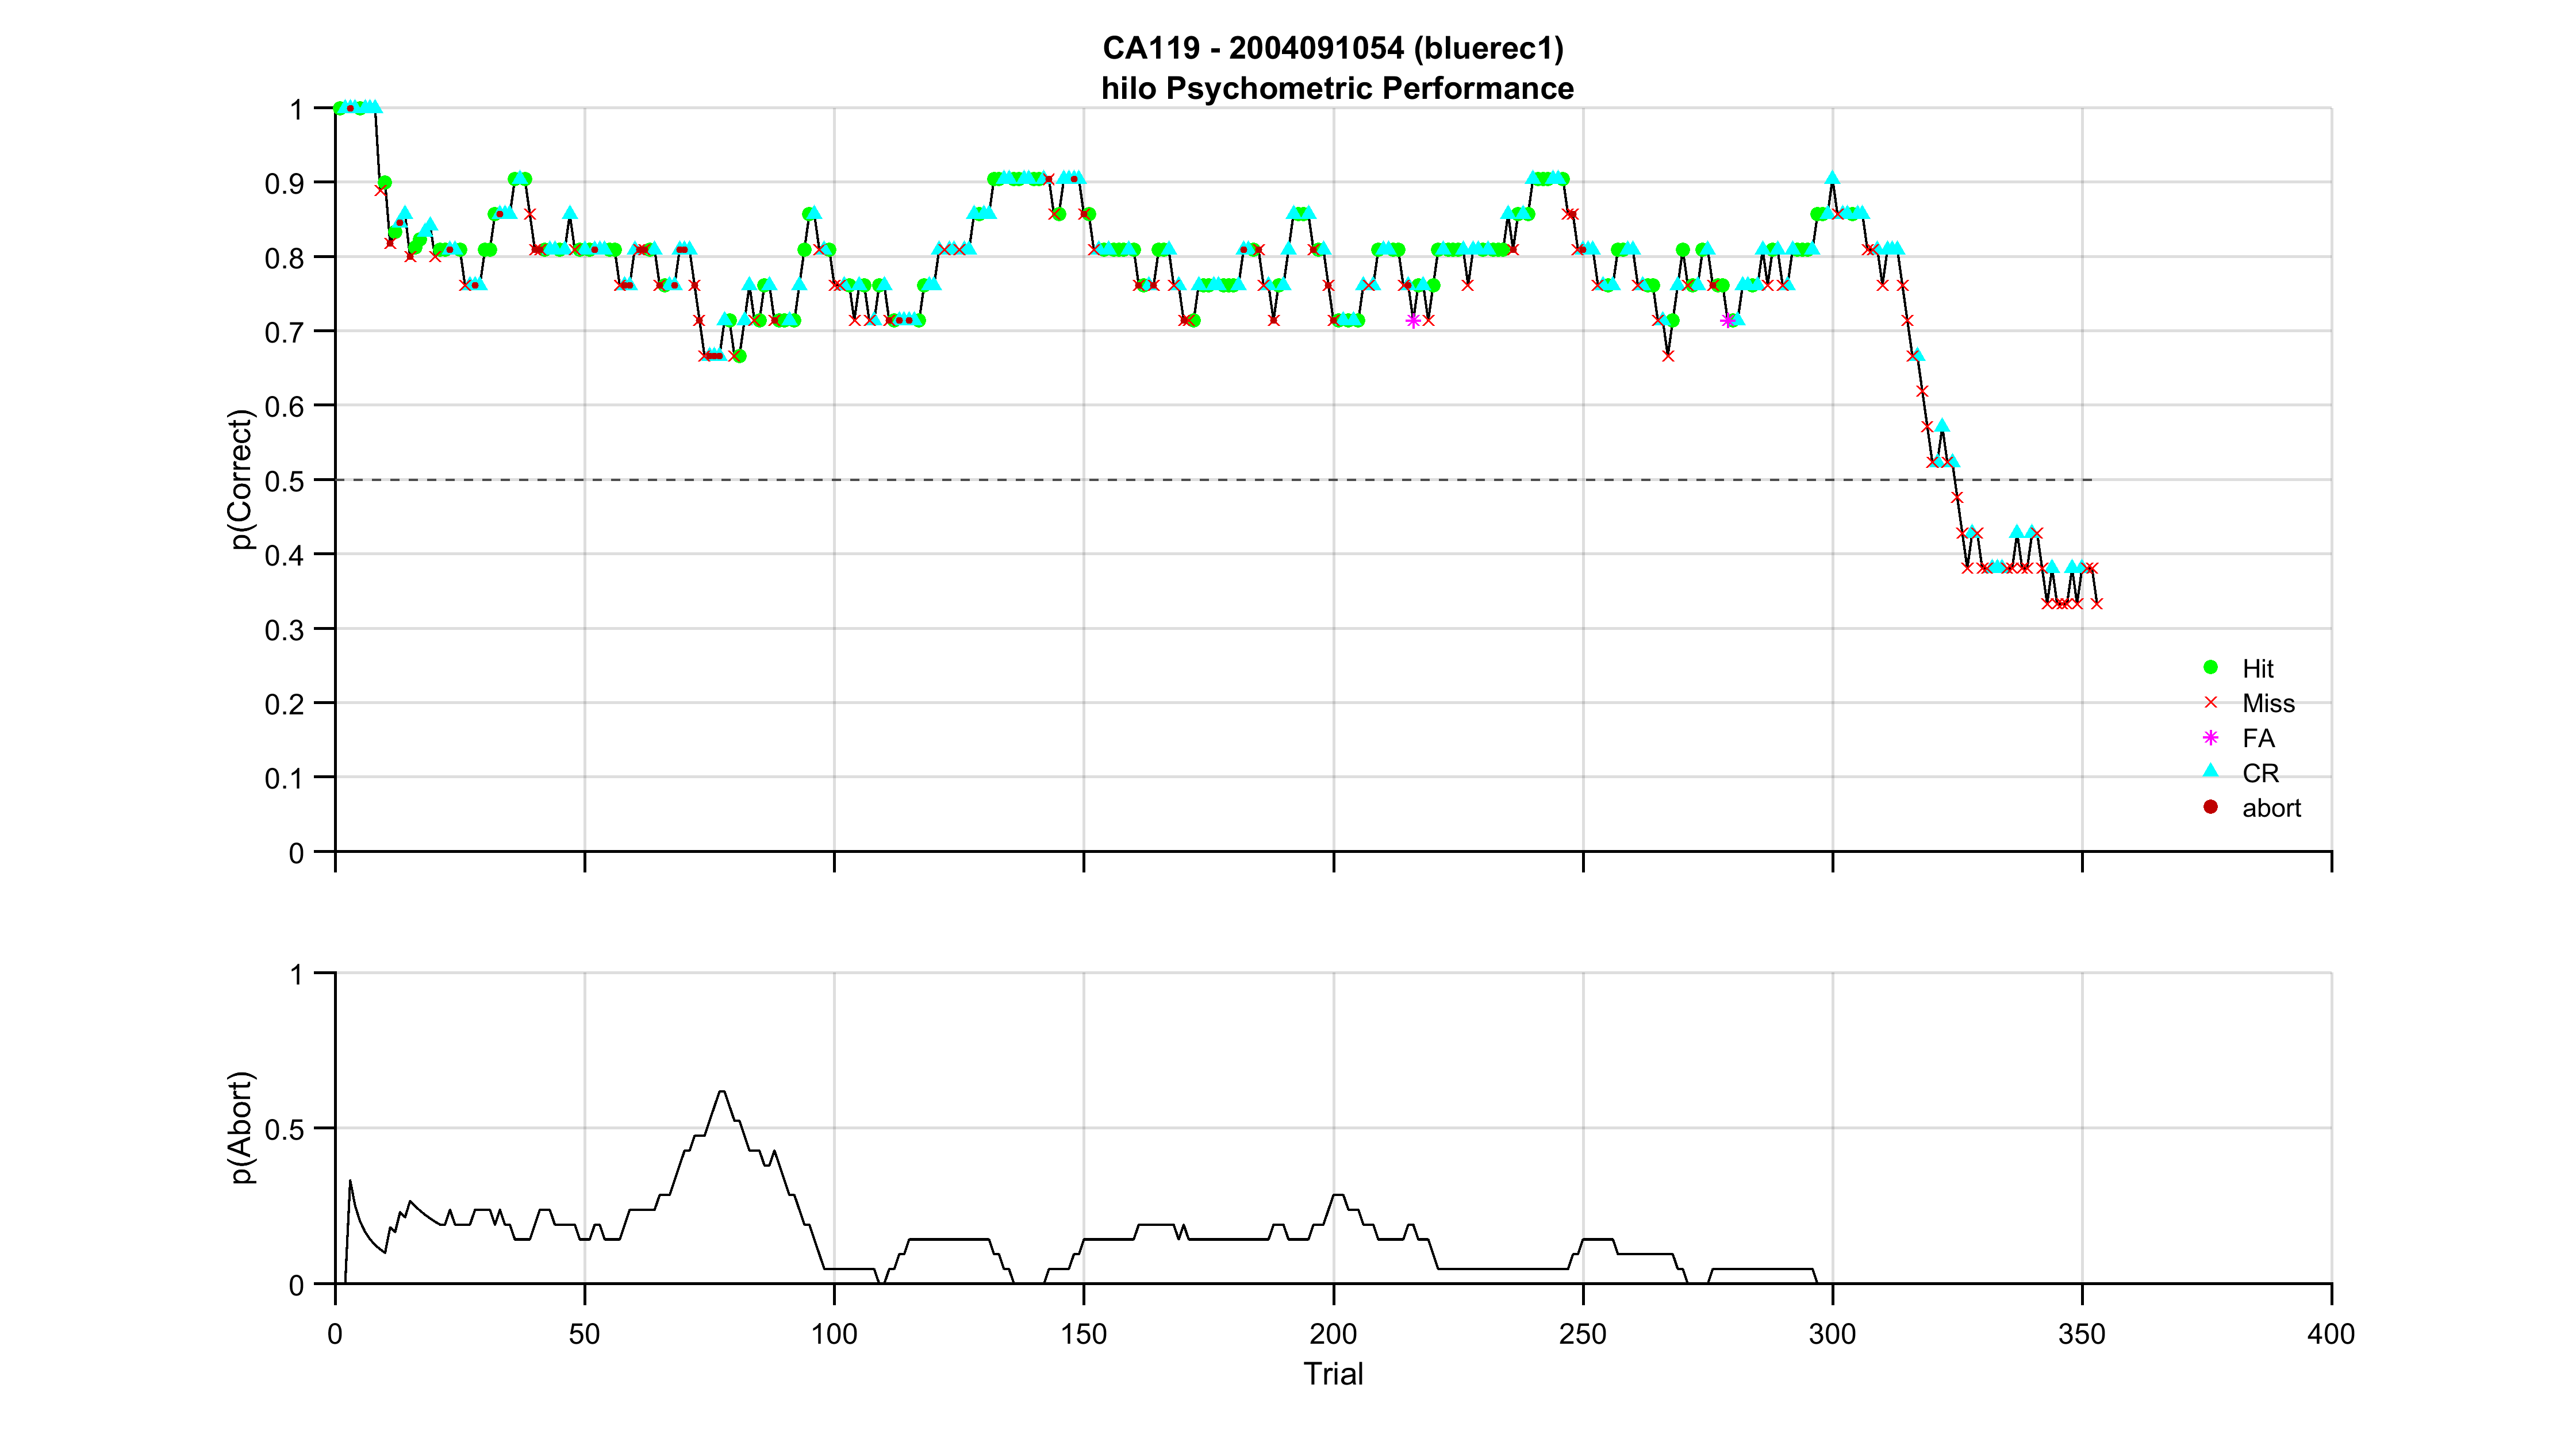 CA119 - 2004091054 (bluerec1)
hilo Psychometric Performance
p(Correct)
1
0.9
0.8
0.7
0.6
0.5
0.4
0.3
0.2
0.1
0
Hit
Miss
FA
CR
abort
p(Abort)
1
0.5
0
0 50 100 150 200 250 300 350 400
Trial